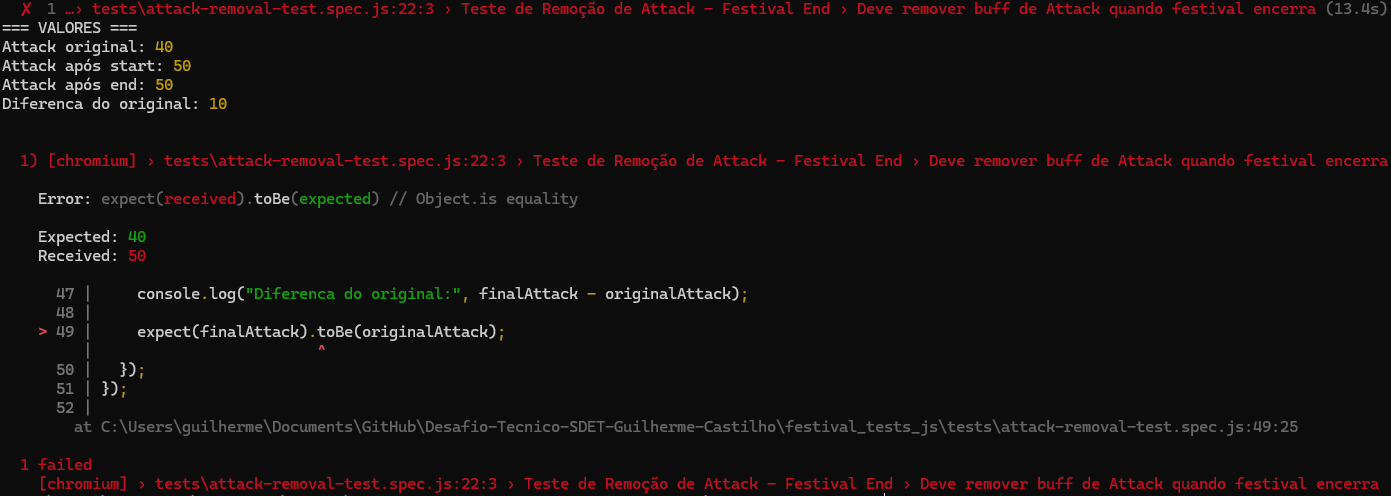 ✗  1 …› tests\attack-removal-test.spec.js:22:3 › Teste de Remoção de Attack - Festival End › Deve remover buff de Attack quando festival encerra (13.4s)
=== VALORES ===
Attack original: 40
Attack após start: 50
Attack após end: 50
Diferenca do original: 10
1) [chromium] › tests\attack-removal-test.spec.js:22:3 › Teste de Remoção de Attack - Festival End › Deve remover buff de Attack quando festival encerra
Error: expect(received).toBe(expected) // Object.is equality
Expected: 40
Received: 50
47 |     console.log("Diferenca do original:", finalAttack - originalAttack);
48 |
> 49 |     expect(finalAttack).toBe(originalAttack);
|                         ^
50 |   });
51 | });
52 |
at C:\Users\guilherme\Documents\GitHub\Desafio-Tecnico-SDET-Guilherme-Castilho\festival_tests_js\tests\attack-removal-test.spec.js:49:25
1 failed
[chromium] › tests\attack-removal-test.spec.js:22:3 › Teste de Remoção de Attack - Festival End › Deve remover buff de Attack quando festival encerra